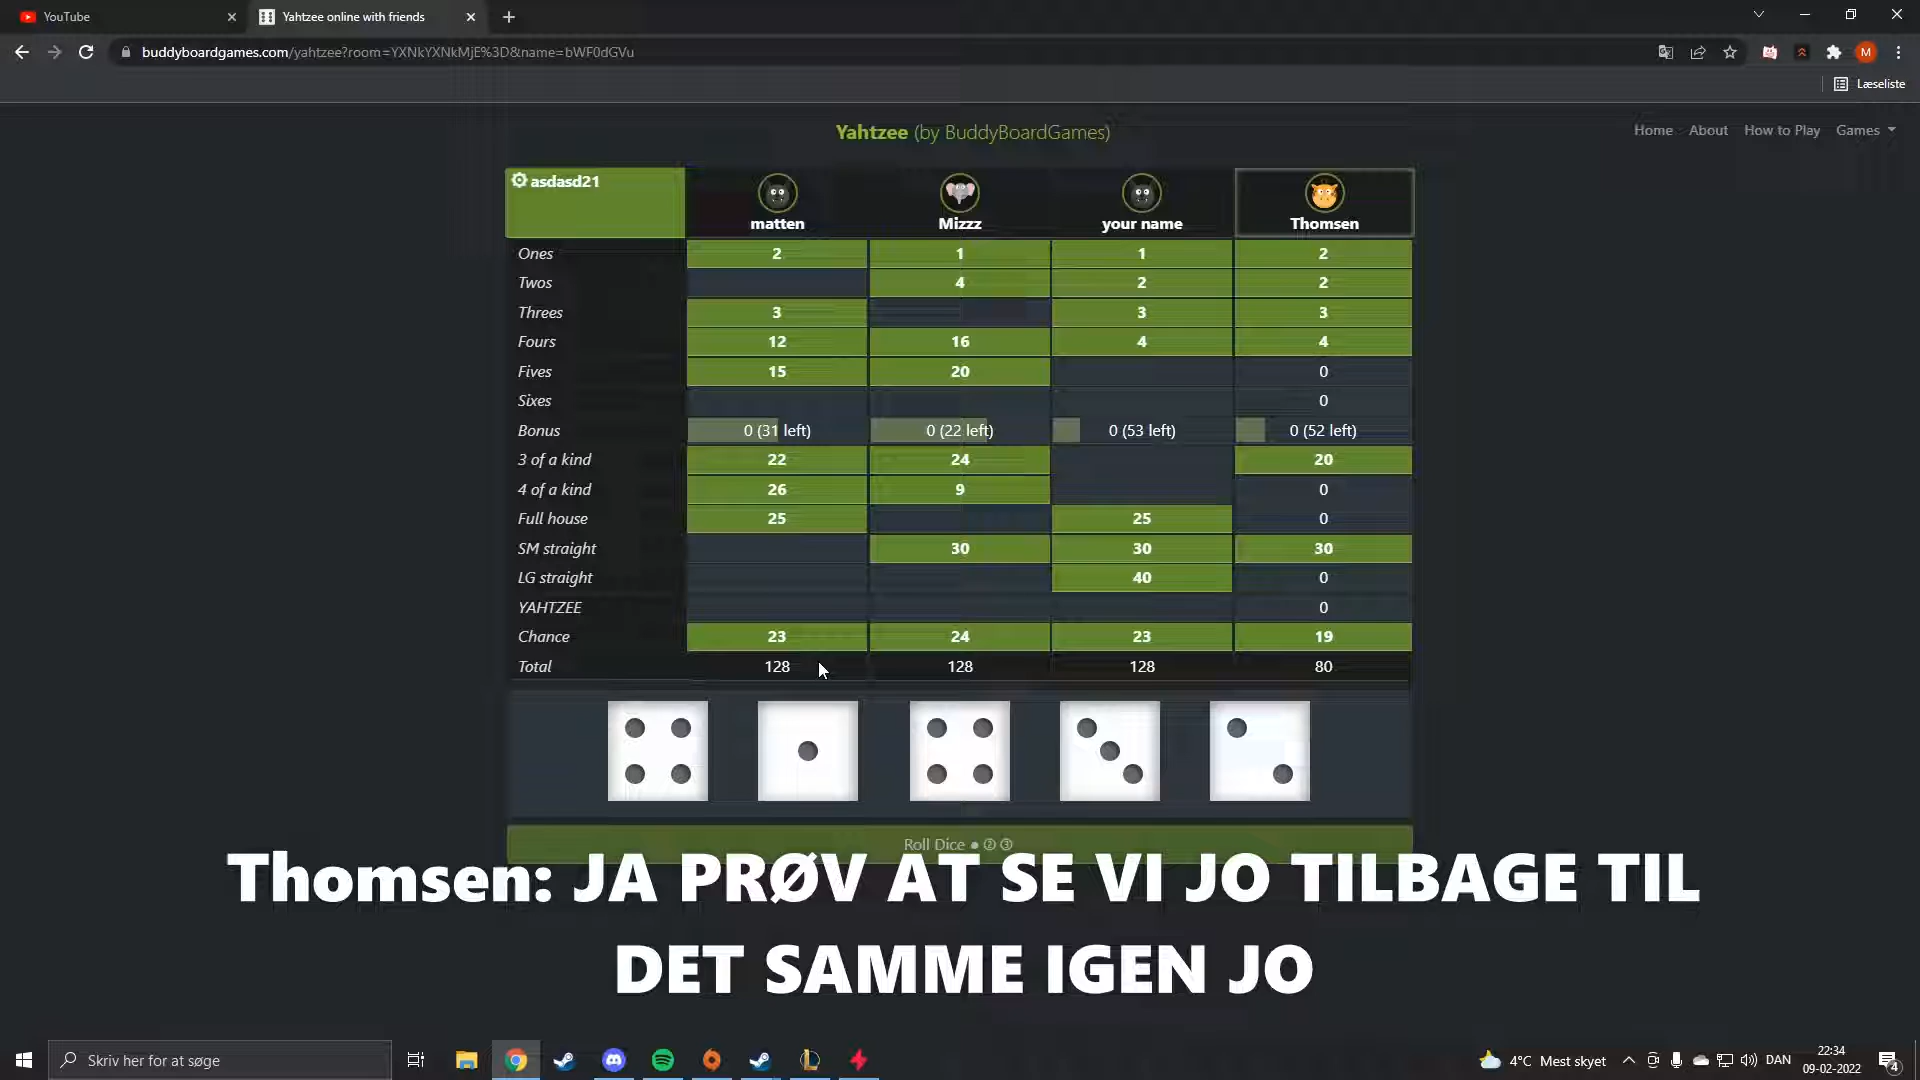 YouTube
Yahtzee online with friends
buddyboardgames.com/yahtzee?room=YXNkYXNkMjE%3D&name=bWF0dGVu
M
Læseliste
Yahtzee (by BuddyBoardGames)
Home About How to Play Games
asdasd21 matten Mizzz your name Thomsen
Ones 2 1 1 2
Twos 4 2 2
Threes 3 3 3
Fours 12 16 4 4
Fives 15 20 0
Sixes 0
Bonus 0 (31 left) 0 (22 left) 0 (53 left) 0 (52 left)
3 of a kind 22 24 20
4 of a kind 26 9 0
Full house 25 25 0
SM straight 30 30 30
LG straight 40 0
YAHTZEE 0
Chance 23 24 23 19
Total 128 128 128 80
Roll Dice ● ② ③
Thomsen: JA PRØV AT SE VI JO TILBAGE TIL
DET SAMME IGEN JO
Skriv her for at søge
4°C Mest skyet
DAN
22:34
09-02-2022
4